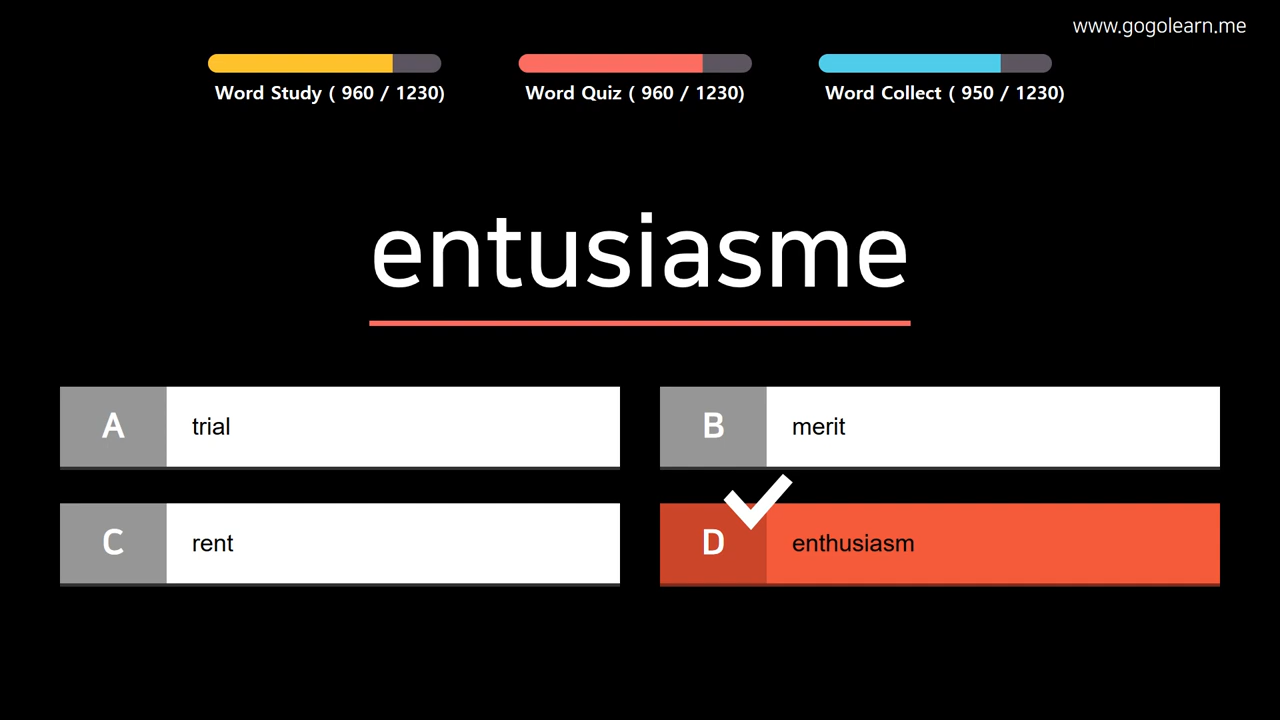 www.gogolearn.me
Word Study ( 960 / 1230)
Word Quiz ( 960 / 1230)
Word Collect ( 950 / 1230)
entusiasme
A trial
B merit
C rent
D enthusiasm